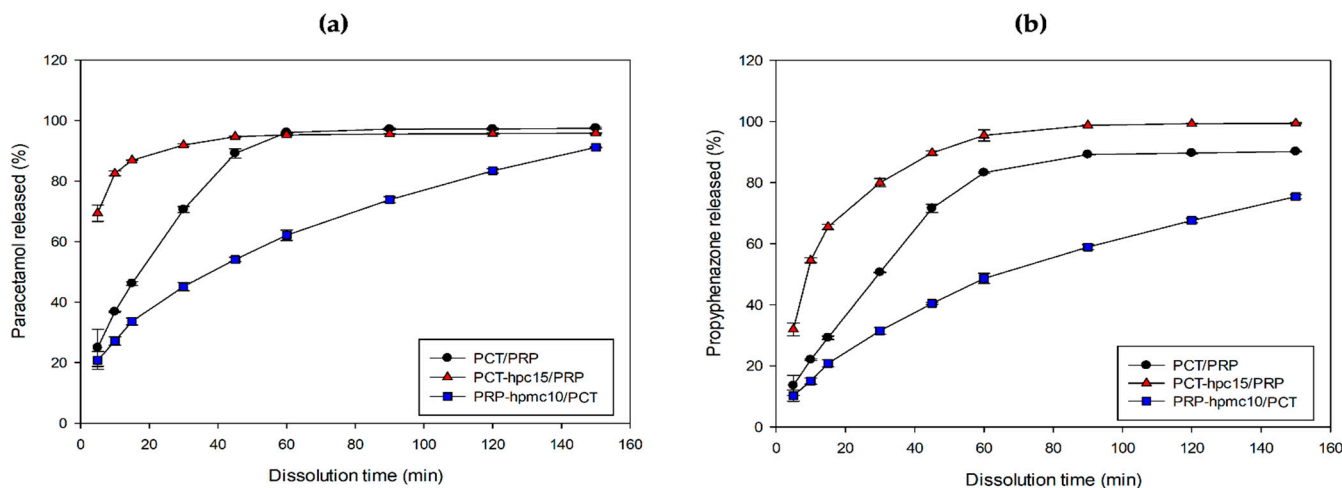 (a)
120
100
80
60
40
20
0
Paracetamol released (%)
0 20 40 60 80 100 120 140 160
Dissolution time (min)
PCT/PRP
PCT-hpc15/PRP
PRP-hpmc10/PCT
(b)
120
100
80
60
40
20
0
Propyphenazone released (%)
0 20 40 60 80 100 120 140 160
Dissolution time (min)
PCT/PRP
PCT-hpc15/PRP
PRP-hpmc10/PCT